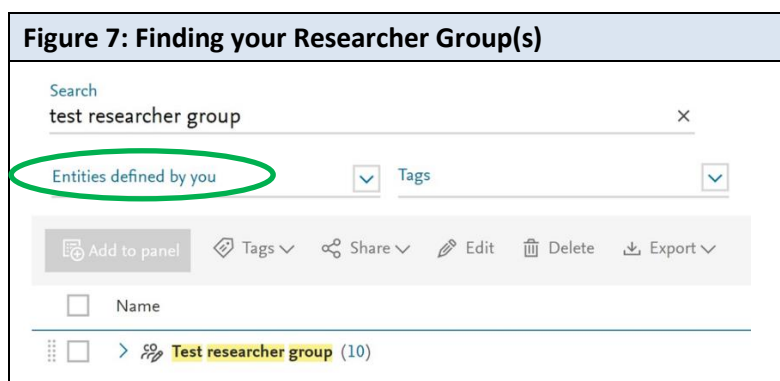 Figure 7: Finding your Researcher Group(s)
Search
test researcher group
Entities defined by you Tags
Add to panel Tags Share Edit Delete Export
Name
Test researcher group (10)